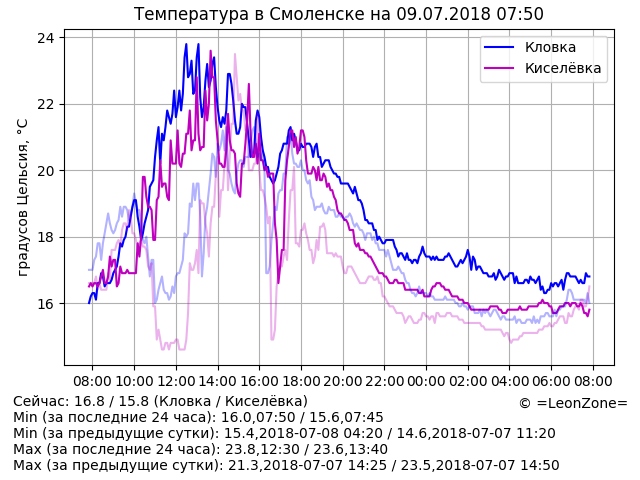 Температура в Смоленске на 09.07.2018 07:50
Кловка
Киселёвка
градусов Цельсия, °C
24
22
20
18
16
08:00 10:00 12:00 14:00 16:00 18:00 20:00 22:00 00:00 02:00 04:00 06:00 08:00
Сейчас: 16.8 / 15.8 (Кловка / Киселёвка)
© =LeonZone=
Min (за последние 24 часа): 16.0,07:50 / 15.6,07:45
Min (за предыдущие сутки): 15.4,2018-07-08 04:20 / 14.6,2018-07-07 11:20
Max (за последние 24 часа): 23.8,12:30 / 23.6,13:40
Max (за предыдущие сутки): 21.3,2018-07-07 14:25 / 23.5,2018-07-07 14:50